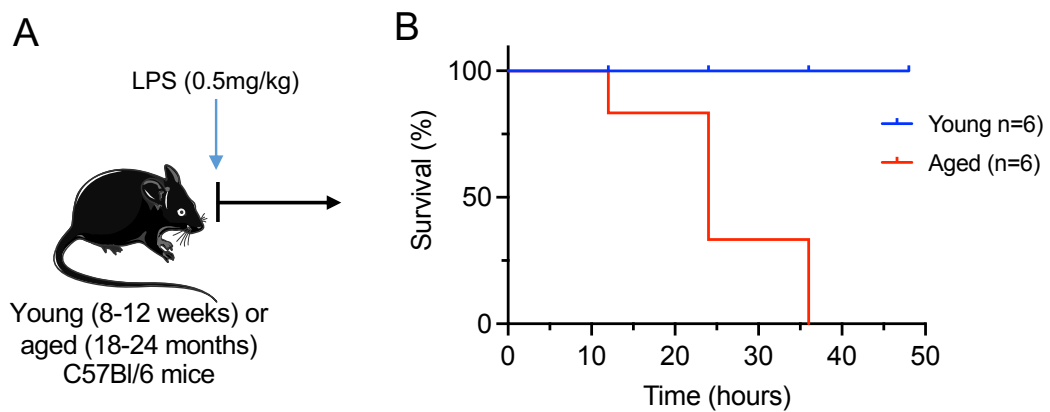 A
LPS (0.5mg/kg)
Young (8-12 weeks) or
aged (18-24 months)
C57Bl/6 mice
B
Survival (%)
100
50
0
0 10 20 30 40 50
Time (hours)
Young n=6)
Aged (n=6)